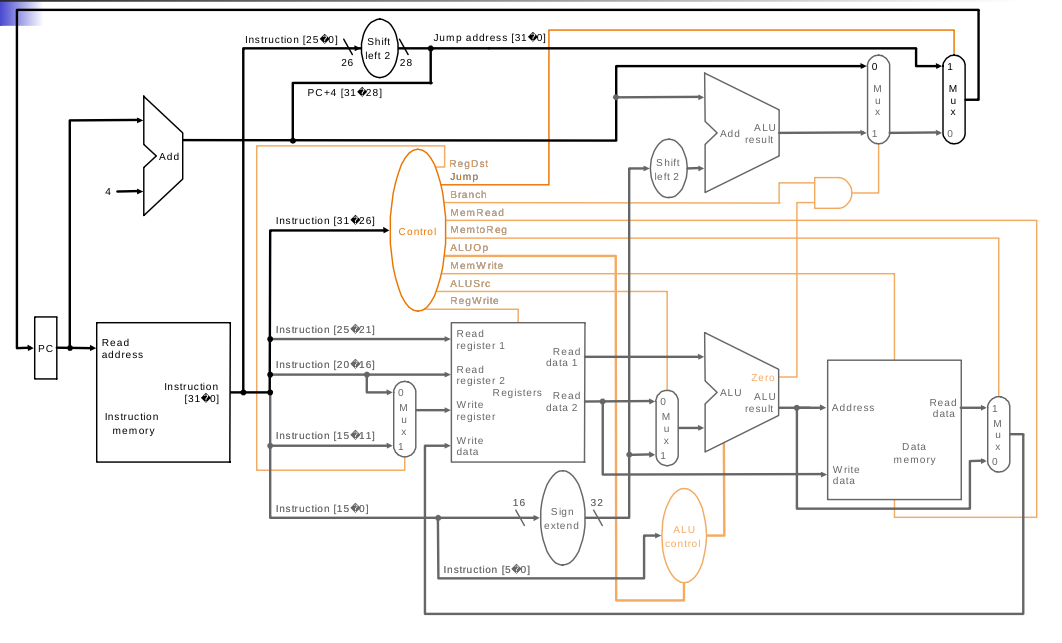 Instruction [25�0]
Shift
left 2
Jump address [31�0]
26
28
PC+4 [31�28]
0
M
u
x
1
1
M
u
x
0
Add
ALU
result
Add
4
Shift
left 2
RegDst
Jump
Branch
MemRead
MemtoReg
ALUOp
MemWrite
ALUSrc
RegWrite
Instruction [31�26]
Control
PC
Read
address
Instruction
[31�0]
Instruction
memory
Instruction [25�21]
Instruction [20�16]
Instruction [15�11]
Instruction [15�0]
0
M
u
x
1
Read
register 1
Read
register 2
Write
register
Write
data
Registers
Read
data 1
Read
data 2
0
M
u
x
1
ALU
Zero
ALU
result
Address
Read
data
Data
memory
Write
data
1
M
u
x
0
16
Sign
extend
32
ALU
control
Instruction [5�0]